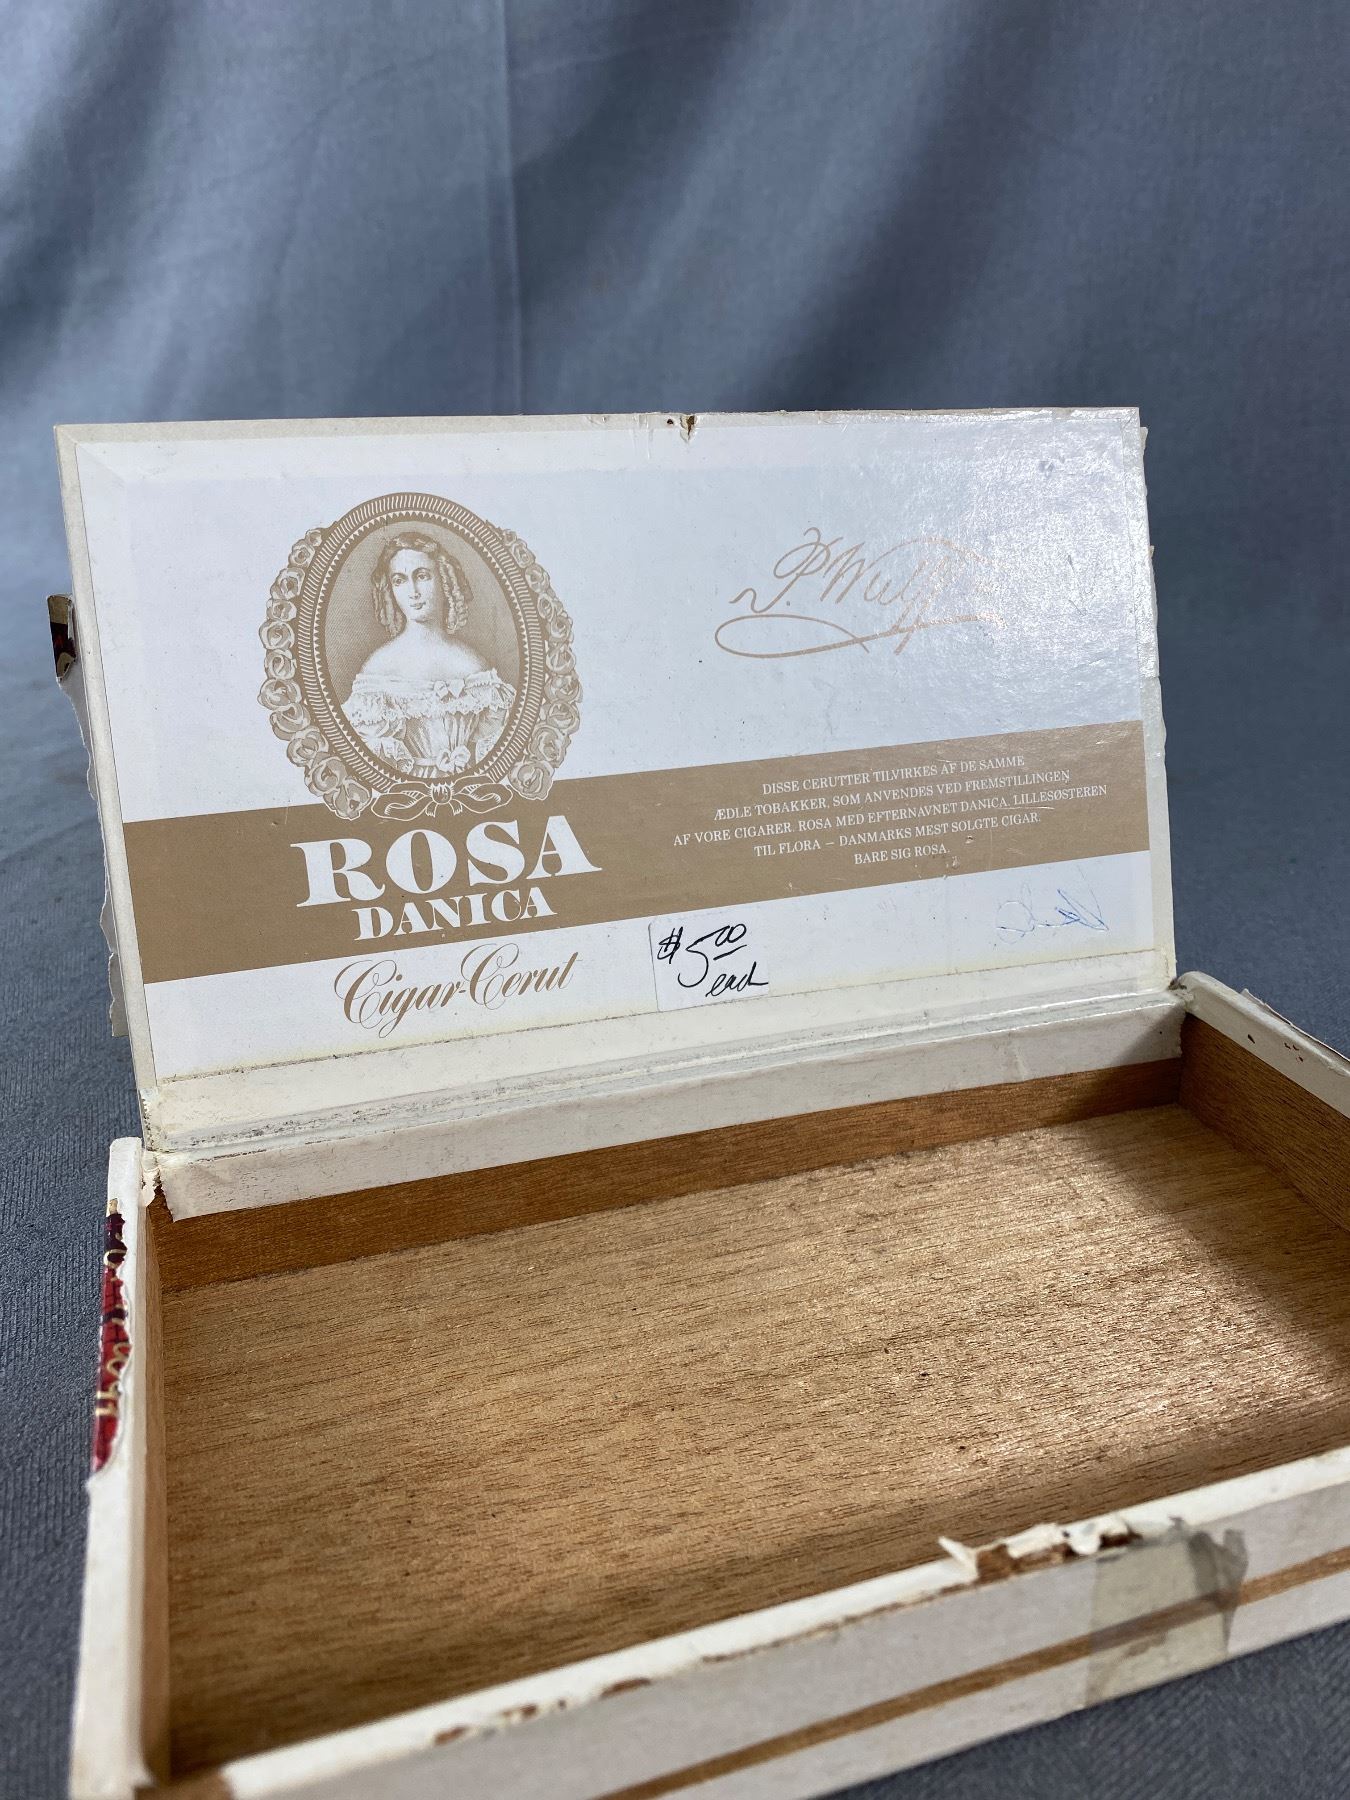 P. Wulff
ROSA
DANICA
Cigar-Cerut
DISSE CERUTTER TILVIRKES AF DE SAMME
ÆDLE TOBAKKER, SOM ANVENDES VED FREMSTILLINGEN
AF VORE CIGARER. ROSA MED EFTERNAVNET DANICA. LILLESØSTEREN
TIL FLORA – DANMARKS MEST SOLGTE CIGAR.
BARE SIG ROSA.
$5.00
each